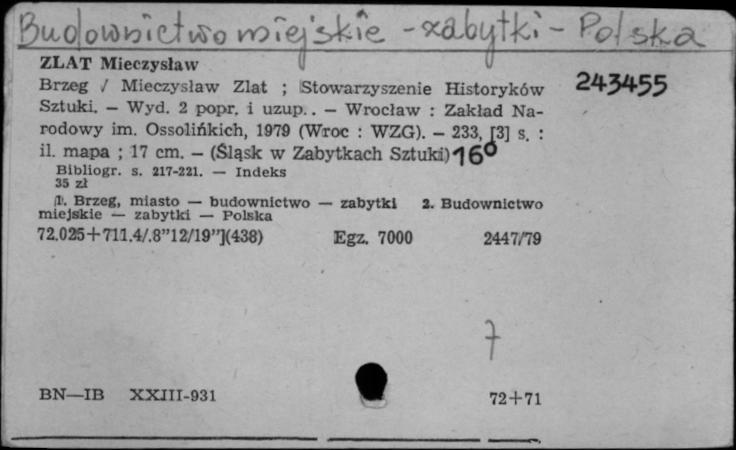 Budownictwo miejskie - zabytki - Polska
ZLAT Mieczysław
Brzeg / Mieczysław Zlat ; Stowarzyszenie Historyków
243455
Sztuki. — Wyd. 2 popr. i uzup.. — Wrocław : Zakład Na-
rodowy im. Ossolińkich, 1979 (Wroc : WZG). — 233, [3] s. :
il. mapa ; 17 cm. — (Śląsk w Zabytkach Sztuki) 16°
Bibliogr. s. 217-221. — Indeks
35 zł
1. Brzeg, miasto — budownictwo — zabytki 2. Budownictwo
miejskie — zabytki — Polska
72.025+711.4/.8"12/19"](438) Egz. 7000 2447/79
7
BN—IB XXIII-931 72+71